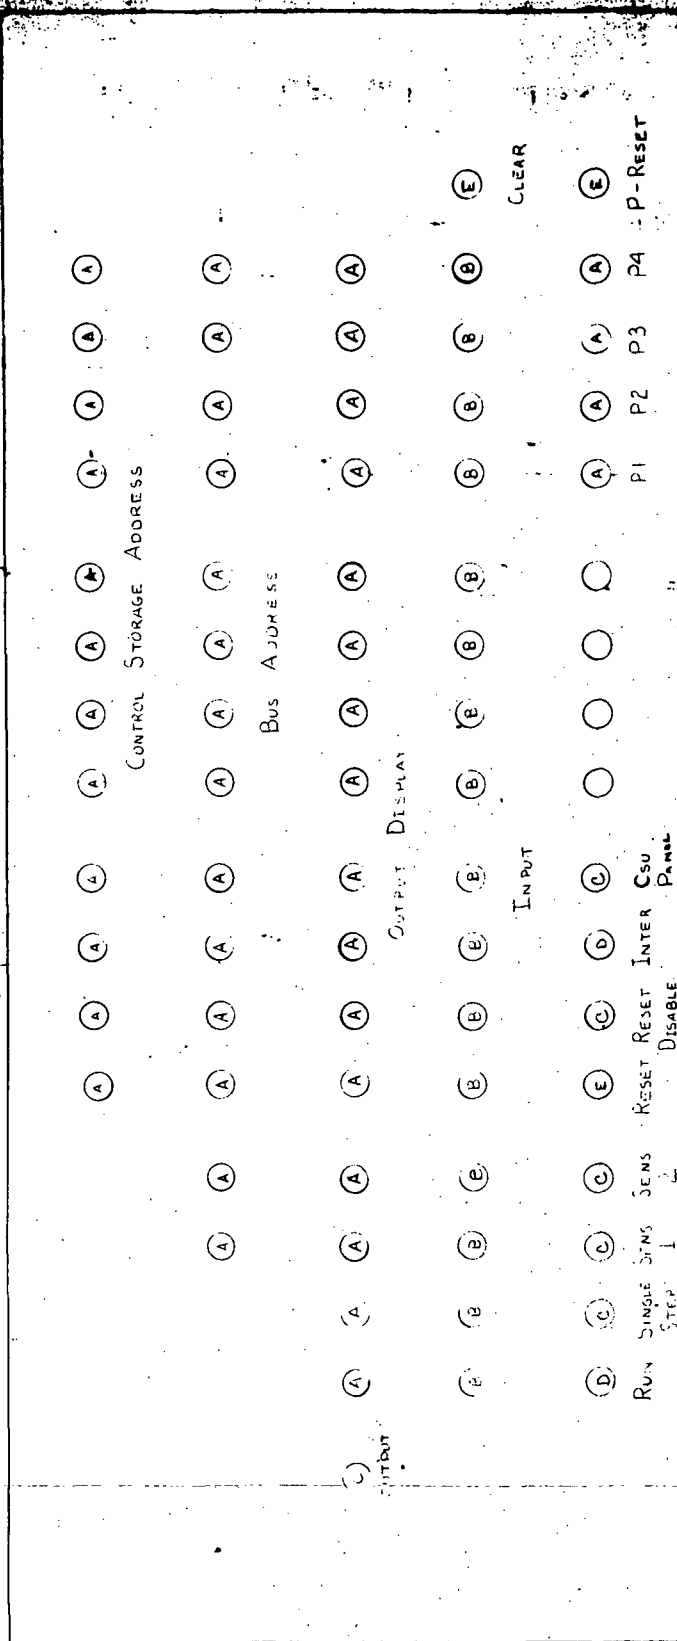 A A A A A A A A A A A A
CONTROL STORAGE ADDRESS
A A A A A A A A A A A A A A
BUS ADDRESS
A A A A A A A A A A A A A A A A
OUTPUT OUTPUT DISPLAY
B B B B B B B B B B B B B B B B E
INPUT CLEAR
D C C C E C D C A A A A E
RUN SINGLE SENS SENS RESET RESET INTER CSU P1 P2 P3 P4 P-RESET
STEP 1 2 DISABLE PANEL